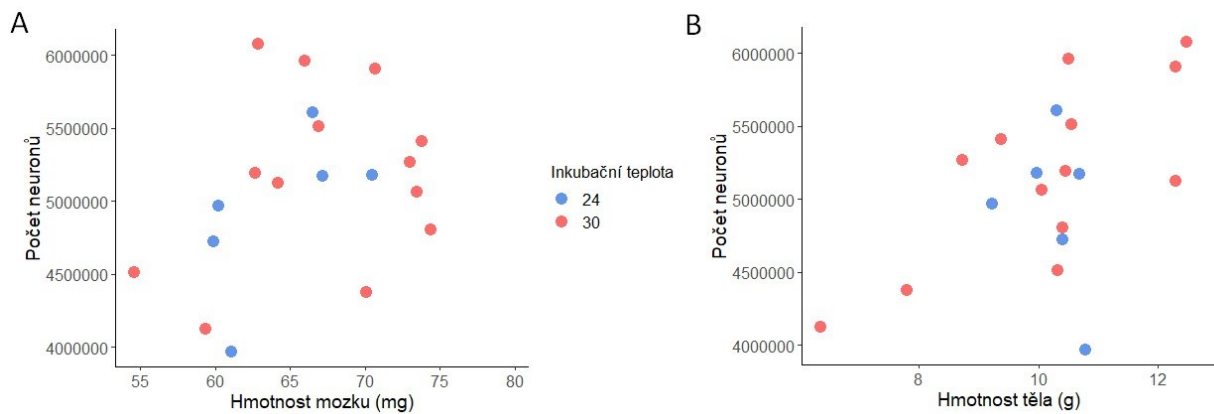 A
Počet neuronů
6000000
5500000
5000000
4500000
4000000
55 60 65 70 75 80
Hmotnost mozku (mg)
Inkubační teplota
24
30
B
Počet neuronů
6000000
5500000
5000000
4500000
4000000
8 10 12
Hmotnost těla (g)